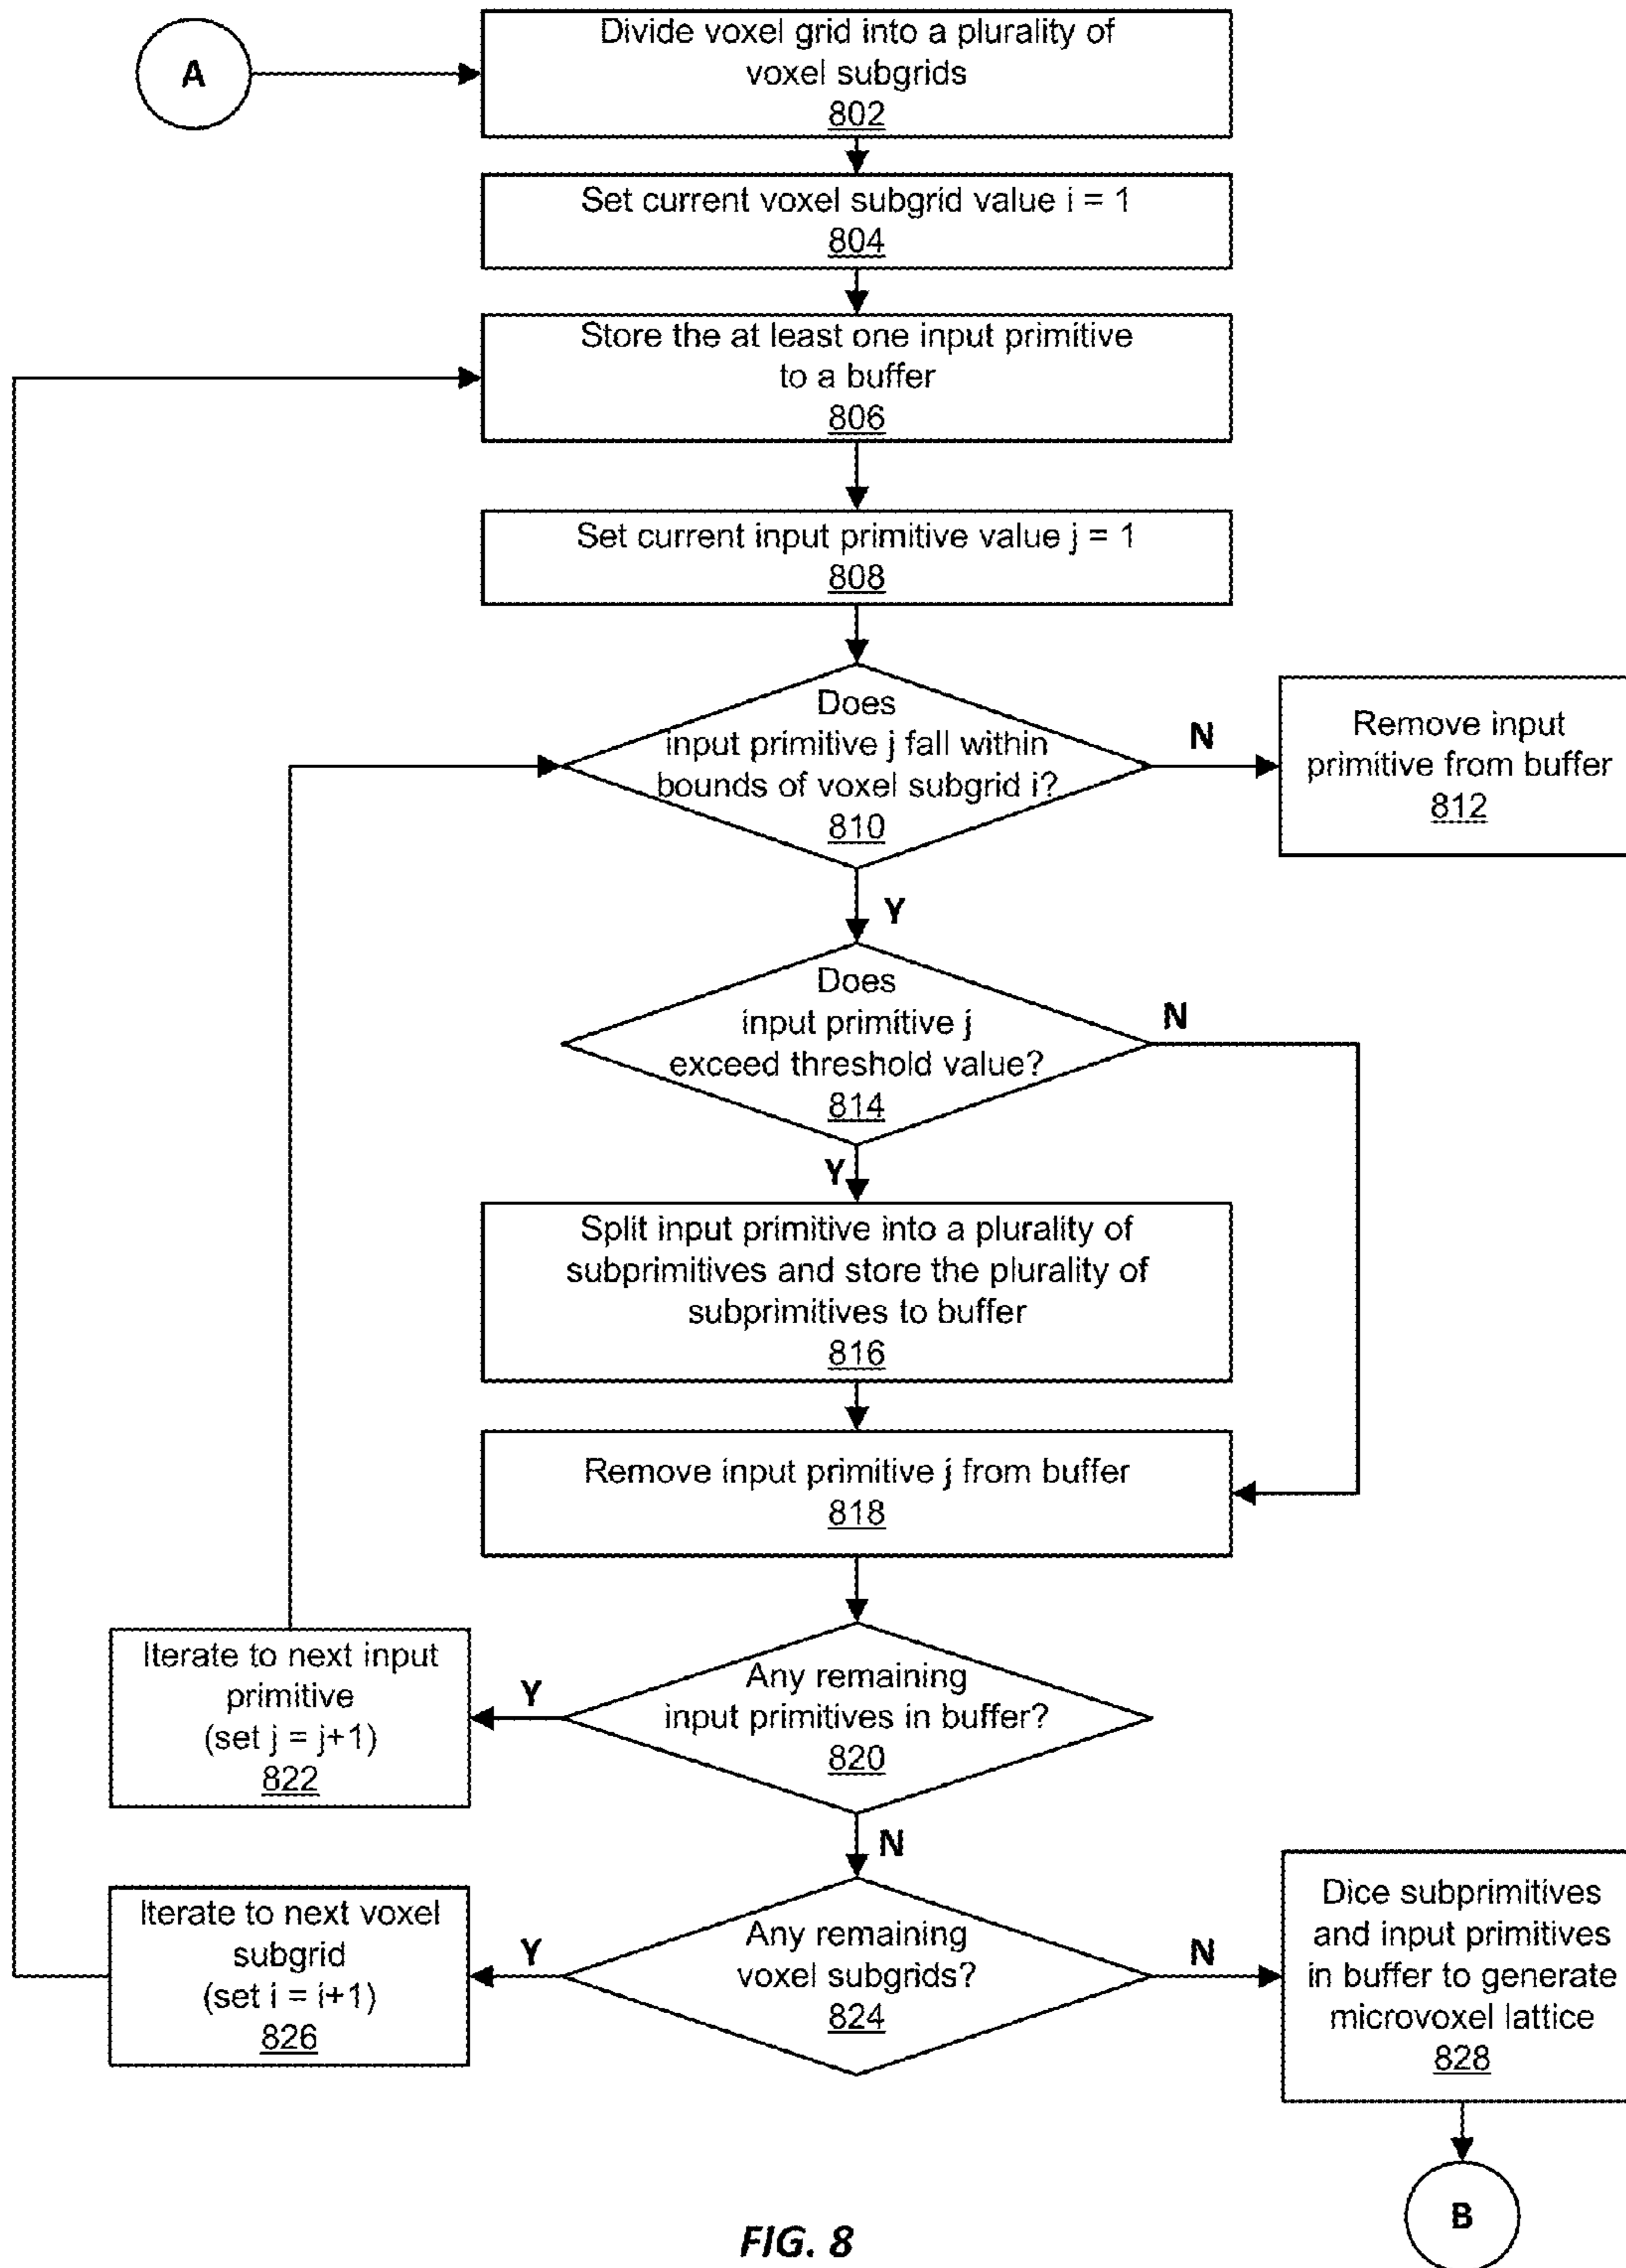 A
Divide voxel grid into a plurality of
voxel subgrids
802
Set current voxel subgrid value i = 1
804
Store the at least one input primitive
to a buffer
806
Set current input primitive value j = 1
808
Does
input primitive j fall within
bounds of voxel subgrid i?
810
N
Remove input
primitive from buffer
812
Y
Does
input primitive j
exceed threshold value?
814
N
Y
Split input primitive into a plurality of
subprimitives and store the plurality of
subprimitives to buffer
816
Remove input primitive j from buffer
818
Any remaining
input primitives in buffer?
820
Y
Iterate to next input
primitive
(set j = j+1)
822
N
Any remaining
voxel subgrids?
824
Y
Iterate to next voxel
subgrid
(set i = i+1)
826
N
Dice subprimitives
and input primitives
in buffer to generate
microvoxel lattice
828
B
FIG. 8